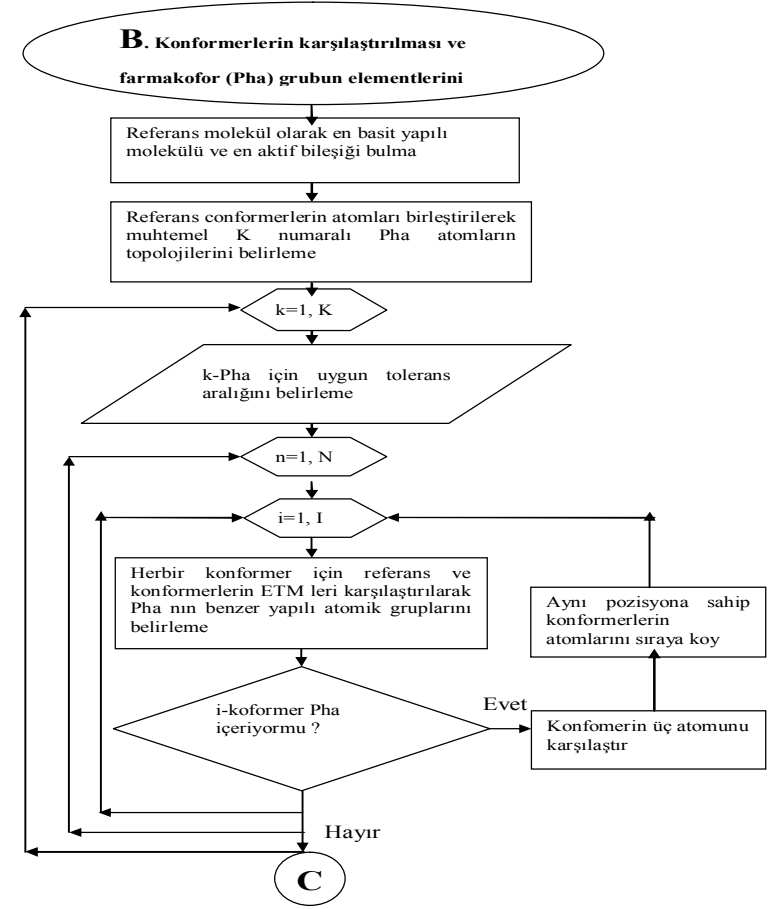 B. Konformerlerin karşılaştırılması ve
farmakofor (Pha) grubun elementlerini
Referans molekül olarak en basit yapılı
molekülü ve en aktif bileşiği bulma
Referans conformerlerin atomları birleştirilerek
muhtemel K numaralı Pha atomların
topolojilerini belirleme
k=1, K
k-Pha için uygun tolerans
aralığını belirleme
n=1, N
i=1, I
Herbir konformer için referans ve
konformerlerin ETM leri karşılaştırılarak
Pha nın benzer yapılı atomik gruplarını
belirleme
Aynı pozisyona sahip
konformerlerin
atomlarını sıraya koy
i-koformer Pha
içeriyormu ?
Evet
Konfomerin üç atomunu
karşılaştır
Hayır
C